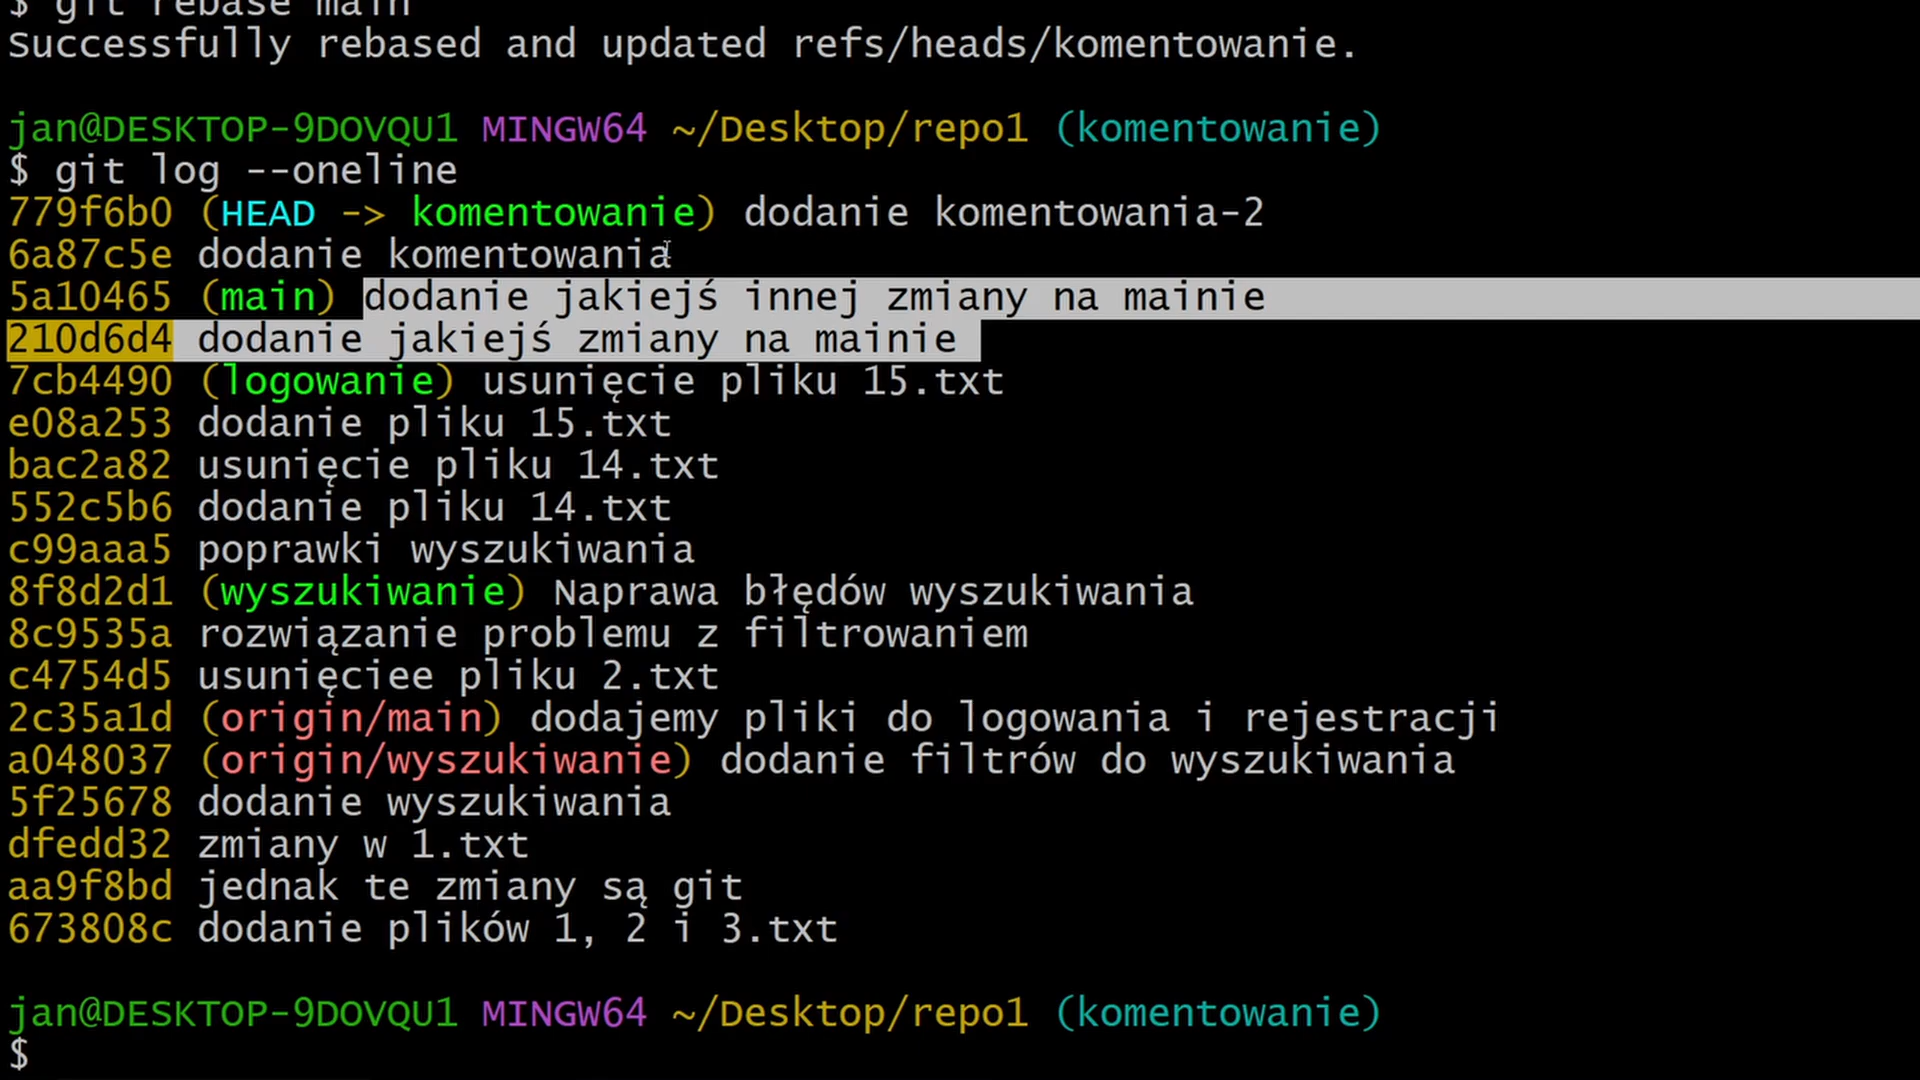 $ git rebase main
Successfully rebased and updated refs/heads/komentowanie.
jan@DESKTOP-9DOVQU1 MINGW64 ~/Desktop/repo1 (komentowanie)
$ git log --oneline
779f6b0 (HEAD -> komentowanie) dodanie komentowania-2
6a87c5e dodanie komentowania
5a10465 (main) dodanie jakiejś innej zmiany na mainie
210d6d4 dodanie jakiejś zmiany na mainie
7cb4490 (logowanie) usunięcie pliku 15.txt
e08a253 dodanie pliku 15.txt
bac2a82 usunięcie pliku 14.txt
552c5b6 dodanie pliku 14.txt
c99aaa5 poprawki wyszukiwania
8f8d2d1 (wyszukiwanie) Naprawa błędów wyszukiwania
8c9535a rozwiązanie problemu z filtrowaniem
c4754d5 usunięciee pliku 2.txt
2c35a1d (origin/main) dodajemy pliki do logowania i rejestracji
a048037 (origin/wyszukiwanie) dodanie filtrów do wyszukiwania
5f25678 dodanie wyszukiwania
dfedd32 zmiany w 1.txt
aa9f8bd jednak te zmiany są git
673808c dodanie plików 1, 2 i 3.txt
jan@DESKTOP-9DOVQU1 MINGW64 ~/Desktop/repo1 (komentowanie)
$